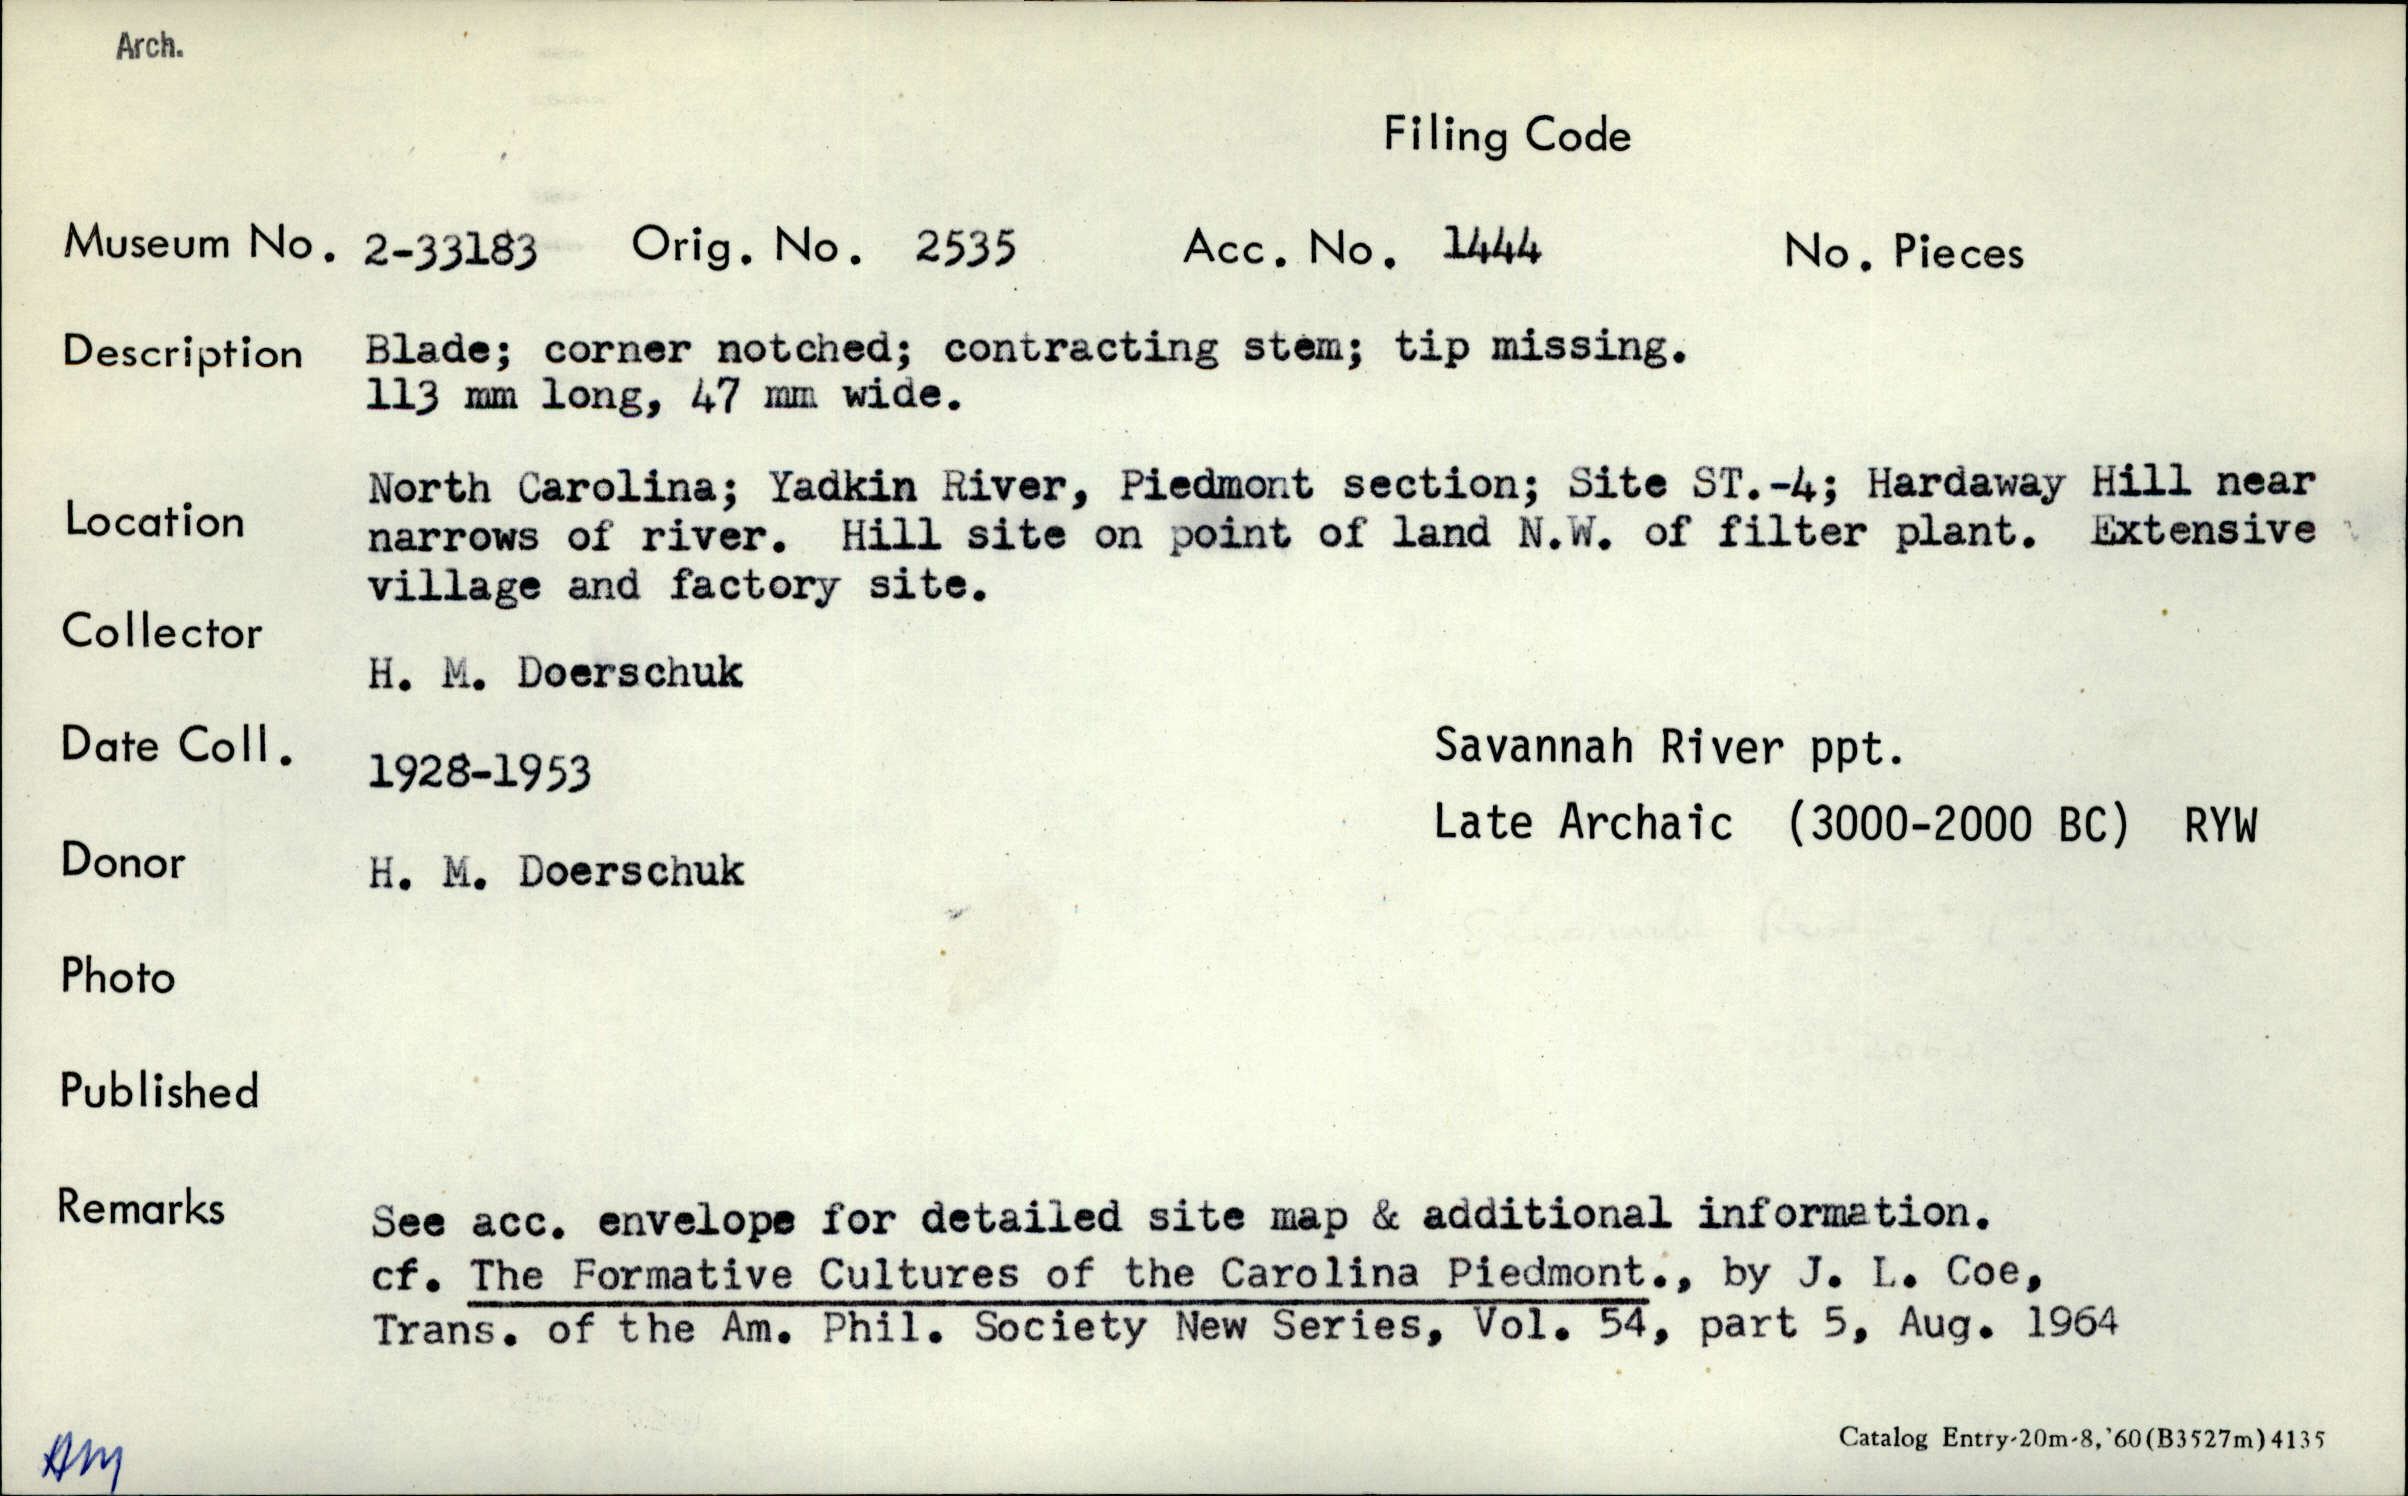 Arch.
Filing Code
Museum No. 2-33183 Orig. No. 2535 Acc. No. 1444 No. Pieces
Description Blade; corner notched; contracting stem; tip missing.
113 mm long, 47 mm wide.
North Carolina; Yadkin River, Piedmont section; Site ST.-4; Hardaway Hill near
Location narrows of river. Hill site on point of land N.W. of filter plant. Extensive
village and factory site.
Collector
H. M. Doerschuk
Date Coll. 1928-1953
Savannah River ppt.
Late Archaic (3000-2000 BC) RYW
Donor H. M. Doerschuk
Photo
Published
Remarks See acc. envelope for detailed site map & additional information.
cf. The Formative Cultures of the Carolina Piedmont., by J. L. Coe,
Trans. of the Am. Phil. Society New Series, Vol. 54, part 5, Aug. 1964
Catalog Entry-20m-8,'60(B3527m)4135